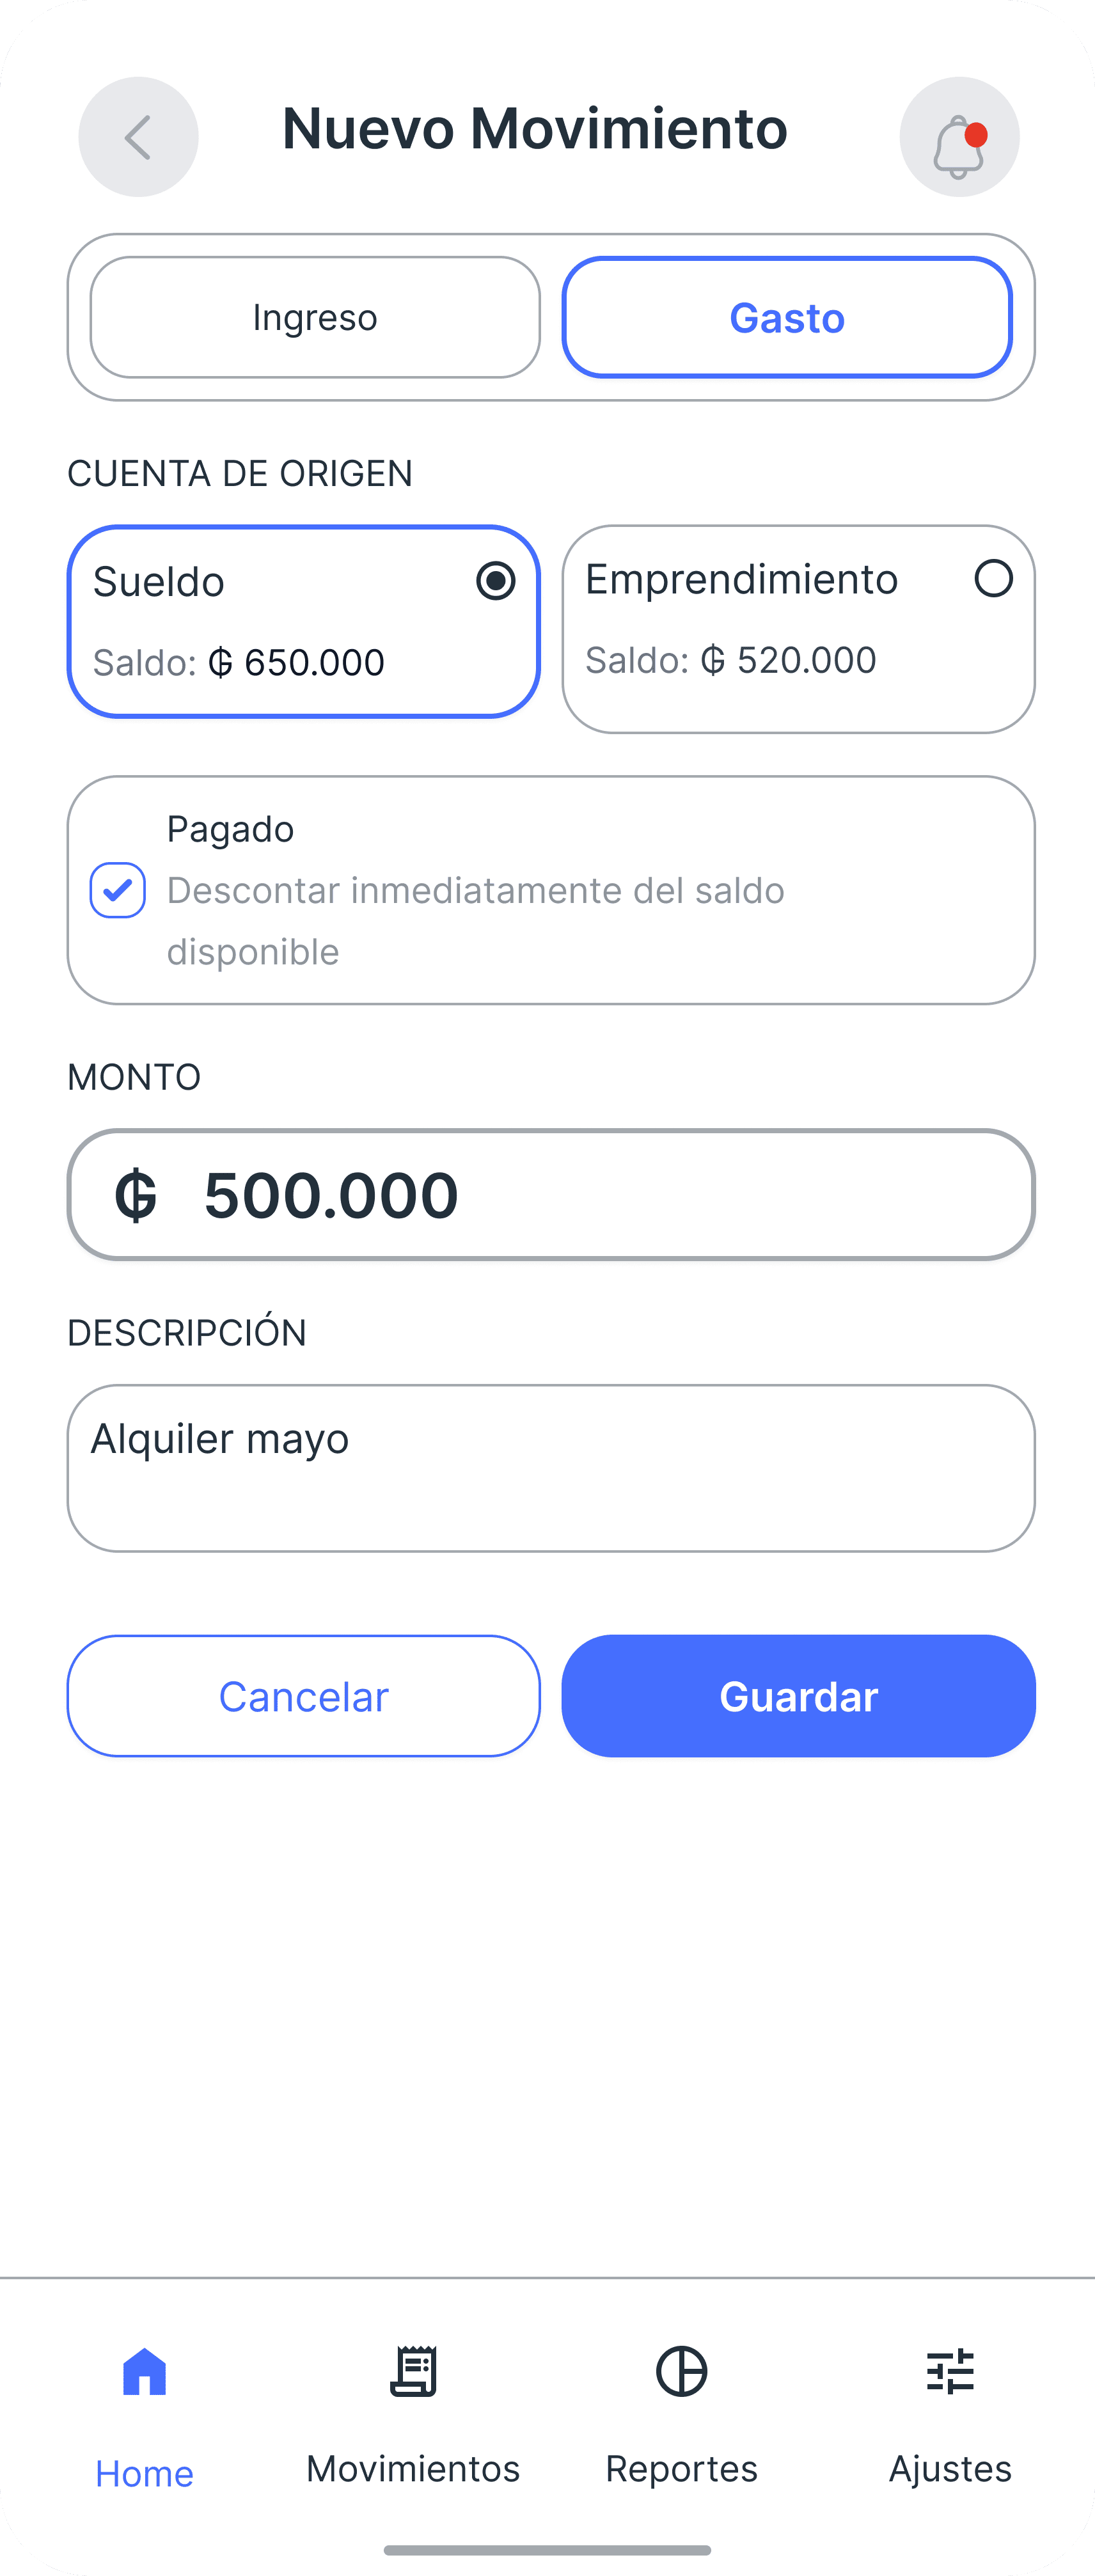 Nuevo Movimiento
Ingreso
Gasto
CUENTA DE ORIGEN
Sueldo
Saldo: ₲ 650.000
Emprendimiento
Saldo: ₲ 520.000
Pagado
Descontar inmediatamente del saldo
disponible
MONTO
₲ 500.000
DESCRIPCIÓN
Alquiler mayo
Cancelar
Guardar
Home
Movimientos
Reportes
Ajustes